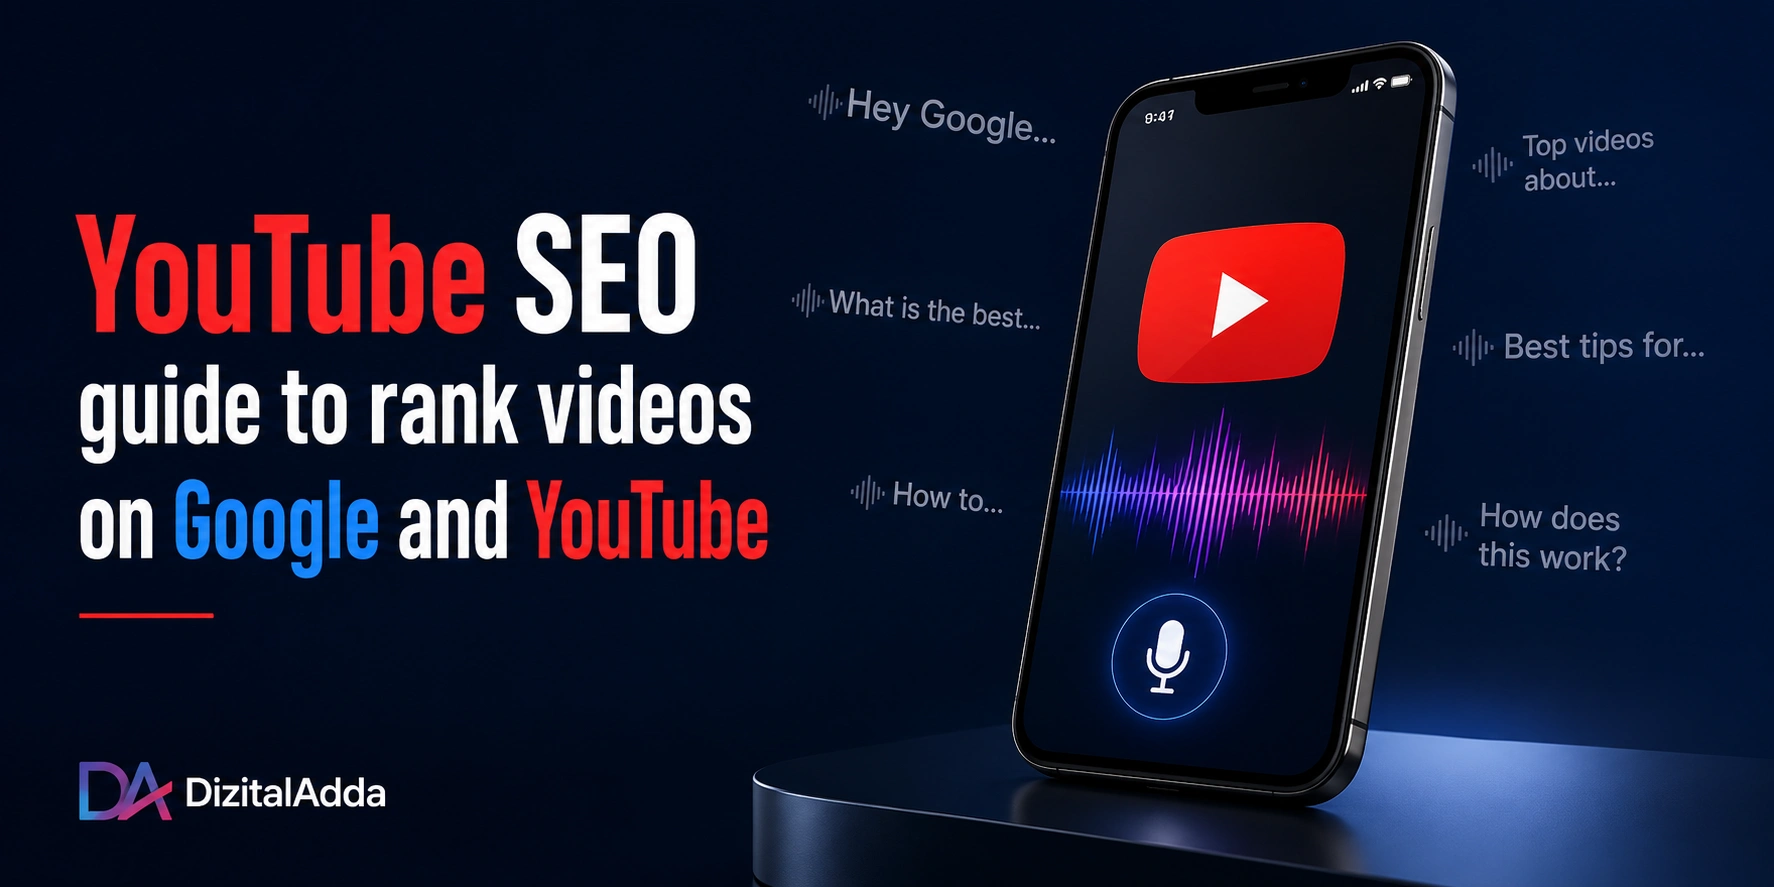 YouTube SEO
guide to rank videos
on Google and YouTube
DA DizitalAdda
Hey Google...
What is the best...
How to...
9:41
Top videos
about...
Best tips for...
How does
this work?